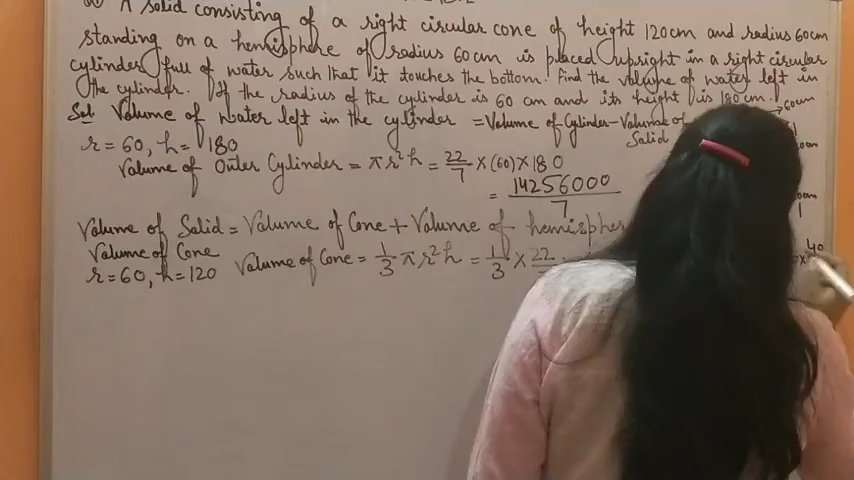 A Solid consisting of a right circular cone of height 120cm and radius 60cm
standing on a hemisphere of radius 60cm is placed upright in a right circular
cylinder full of water such that it touches the bottom. Find the volume of water left in
the cylinder. If the radius of the cylinder is 60 cm and its height is 180 cm.
Sol: Volume of water left in the cylinder = Volume of Cylinder - Volume of
Solid
r = 60, h = 180
Volume of Outer Cylinder = πr²h = 22/7 × (60) × 180
= 14256000/7
Volume of Solid = Volume of Cone + Volume of hemispher
Volume of Cone
r = 60, h = 120 Volume of Cone = 1/3 πr²h = 1/3 × 22
40